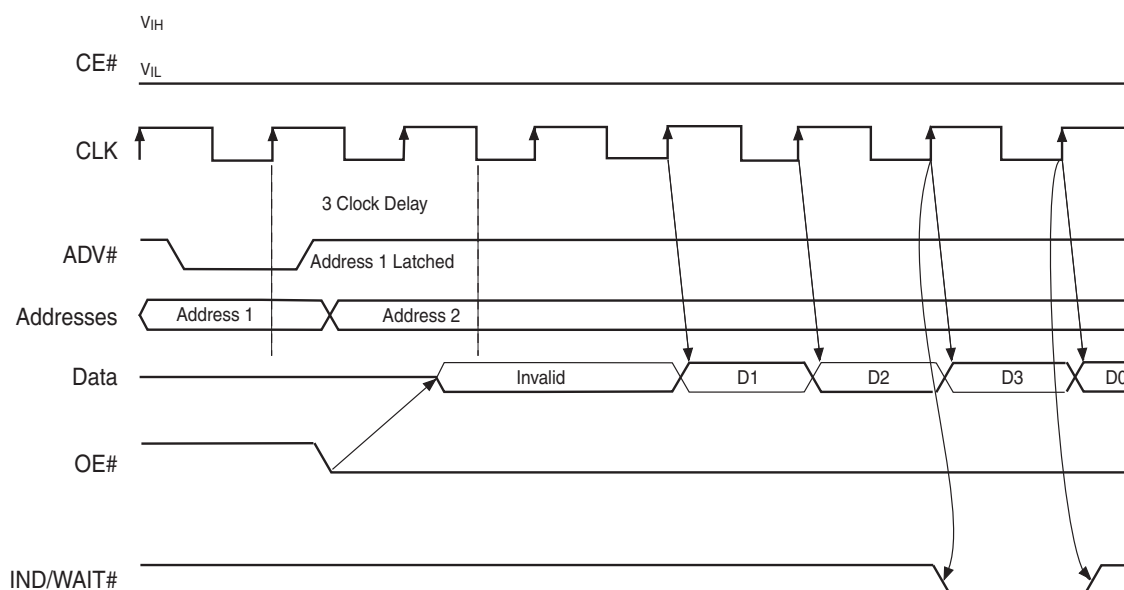 VIH
CE#
VIL
CLK
3 Clock Delay
ADV#
Address 1 Latched
Addresses
Address 1
Address 2
Data
Invalid
D1
D2
D3
D0
OE#
IND/WAIT#